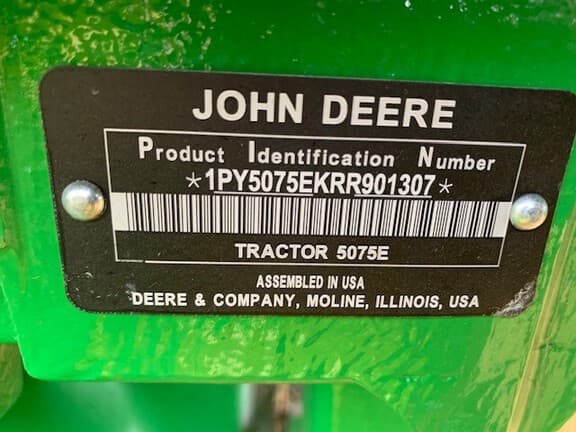 JOHN DEERE
Product Identification Number
*1PY5075EKRR901307*
TRACTOR 5075E
ASSEMBLED IN USA
DEERE & COMPANY, MOLINE, ILLINOIS, USA